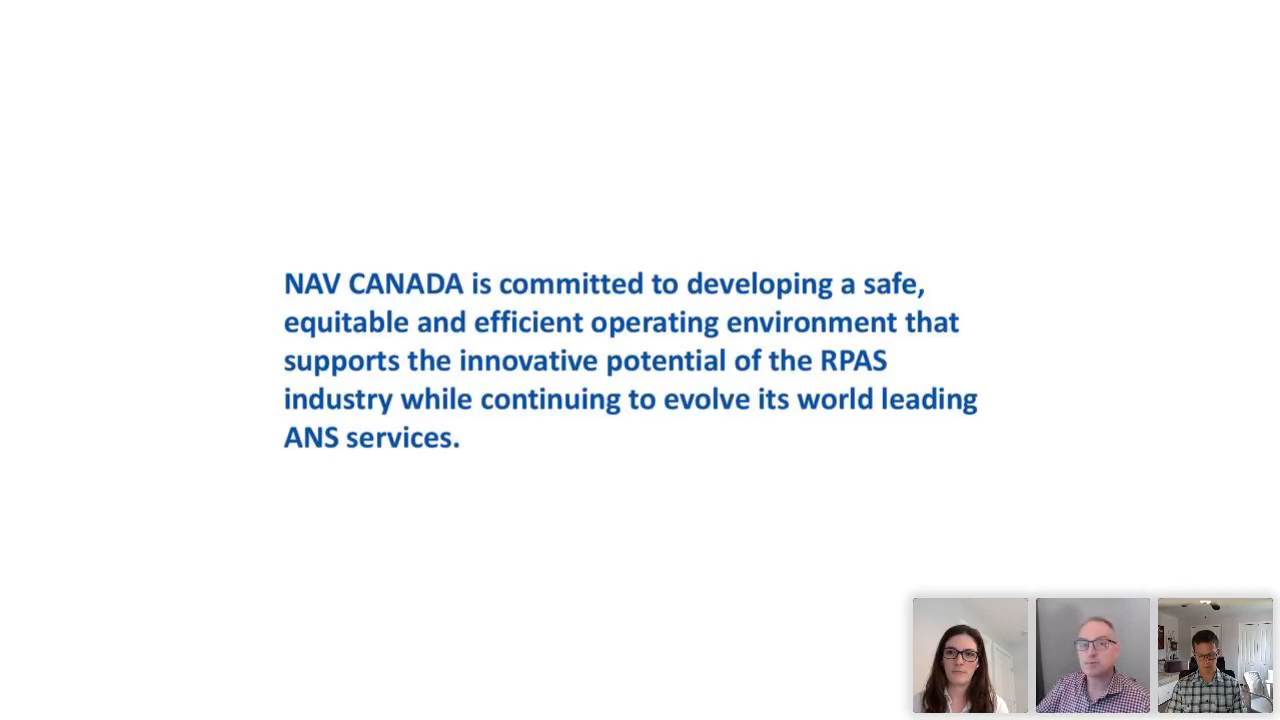 NAV CANADA is committed to developing a safe,
equitable and efficient operating environment that
supports the innovative potential of the RPAS
industry while continuing to evolve its world leading
ANS services.